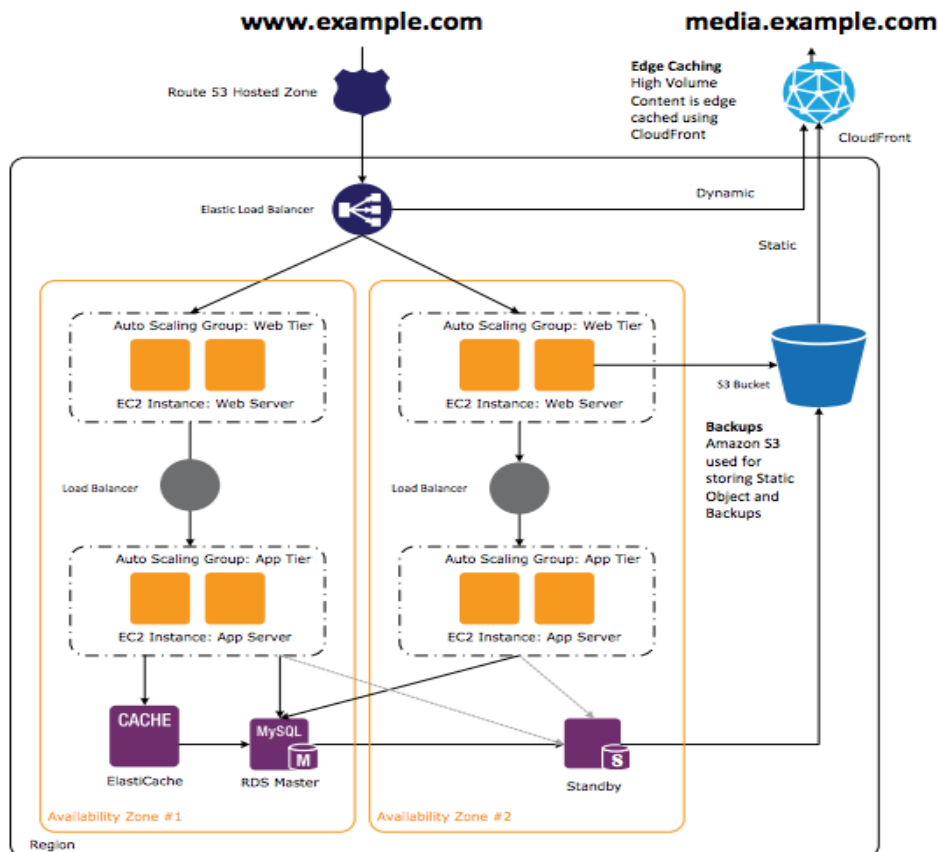 www.example.com
media.example.com
Route 53 Hosted Zone
Edge Caching
High Volume
Content is edge
cached using
CloudFront
CloudFront
Elastic Load Balancer
Dynamic
Static
Auto Scaling Group: Web Tier
EC2 Instance: Web Server
Auto Scaling Group: Web Tier
EC2 Instance: Web Server
S3 Bucket
Backups
Amazon S3
used for
storing Static
Object and
Backups
Load Balancer
Load Balancer
Auto Scaling Group: App Tier
EC2 Instance: App Server
Auto Scaling Group: App Tier
EC2 Instance: App Server
CACHE
ElastiCache
MySQL
M
RDS Master
S
Standby
Availability Zone #1
Availability Zone #2
Region